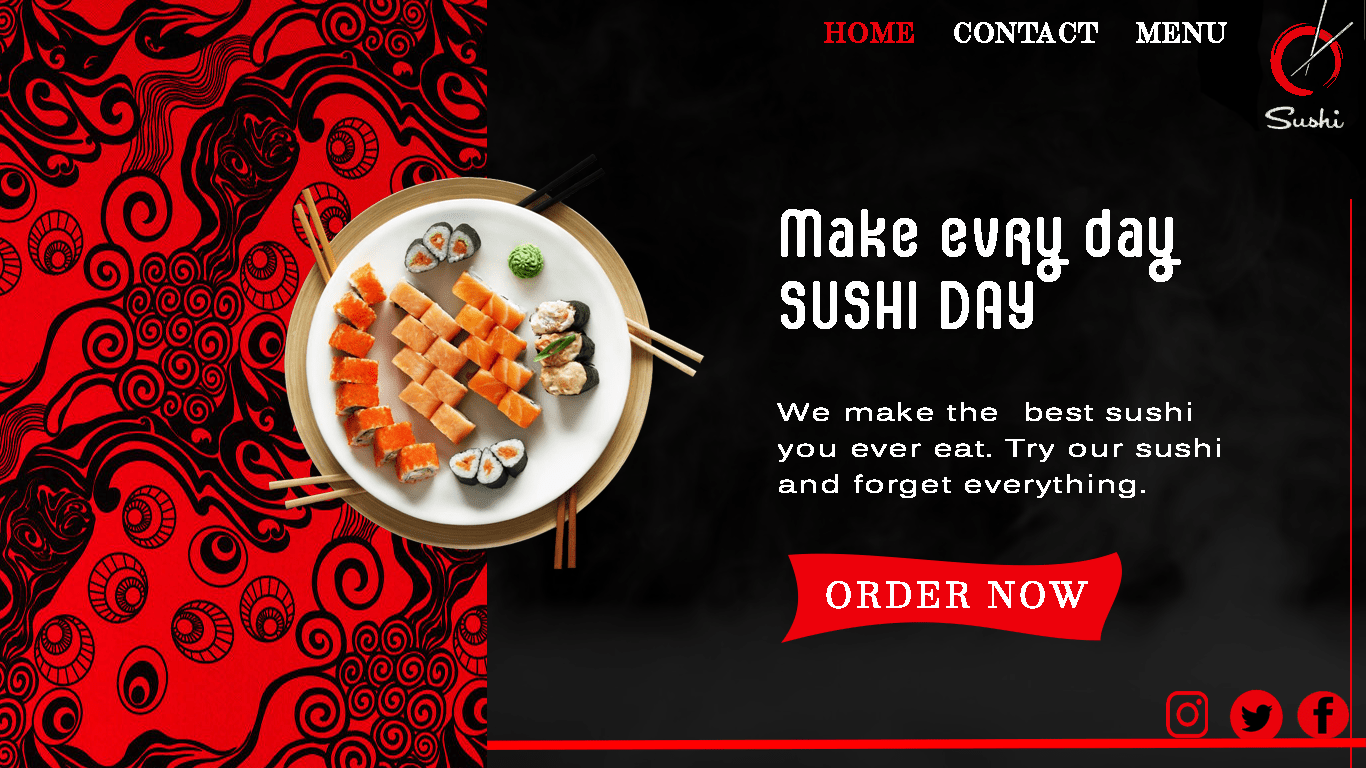 HOME CONTACT MENU
Sushi
Make evry day
SUSHI DAY
We make the best sushi
you ever eat. Try our sushi
and forget everything.
ORDER NOW